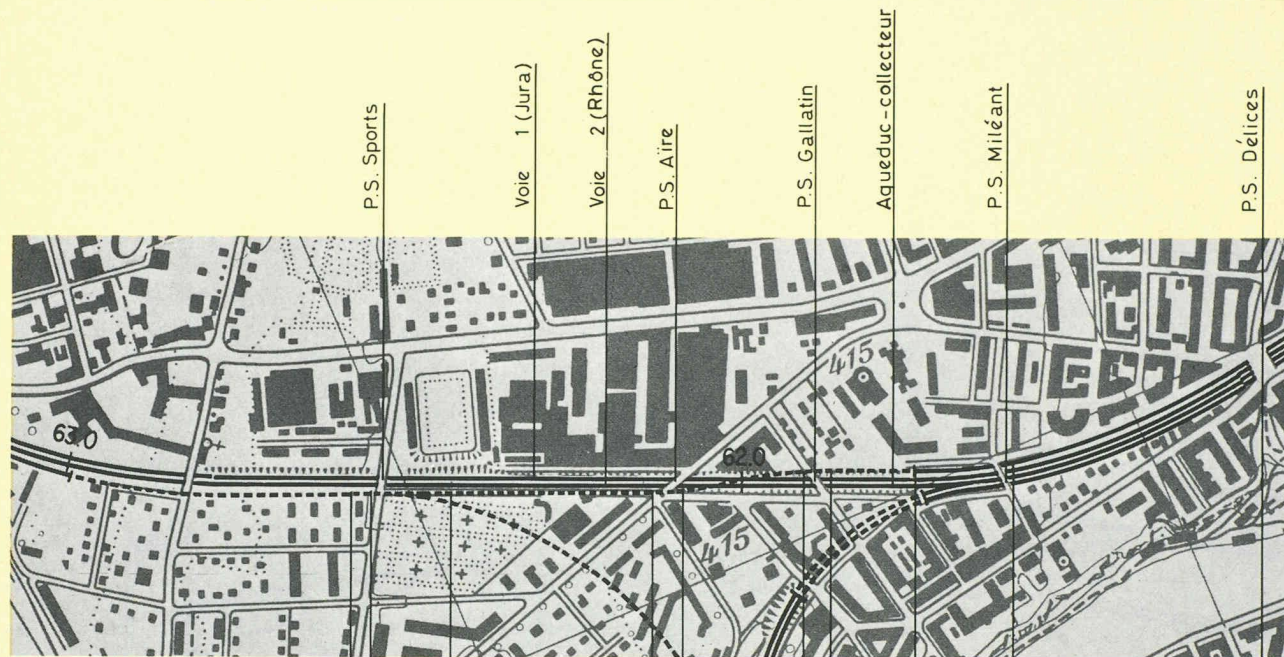 P.S. Sports
Voie 1 (Jura)
Voie 2 (Rhône)
P.S. Aïre
P.S. Gallatin
Aqueduc-collecteur
P.S. Miléant
P.S. Délices
415
63.0
62.0
415